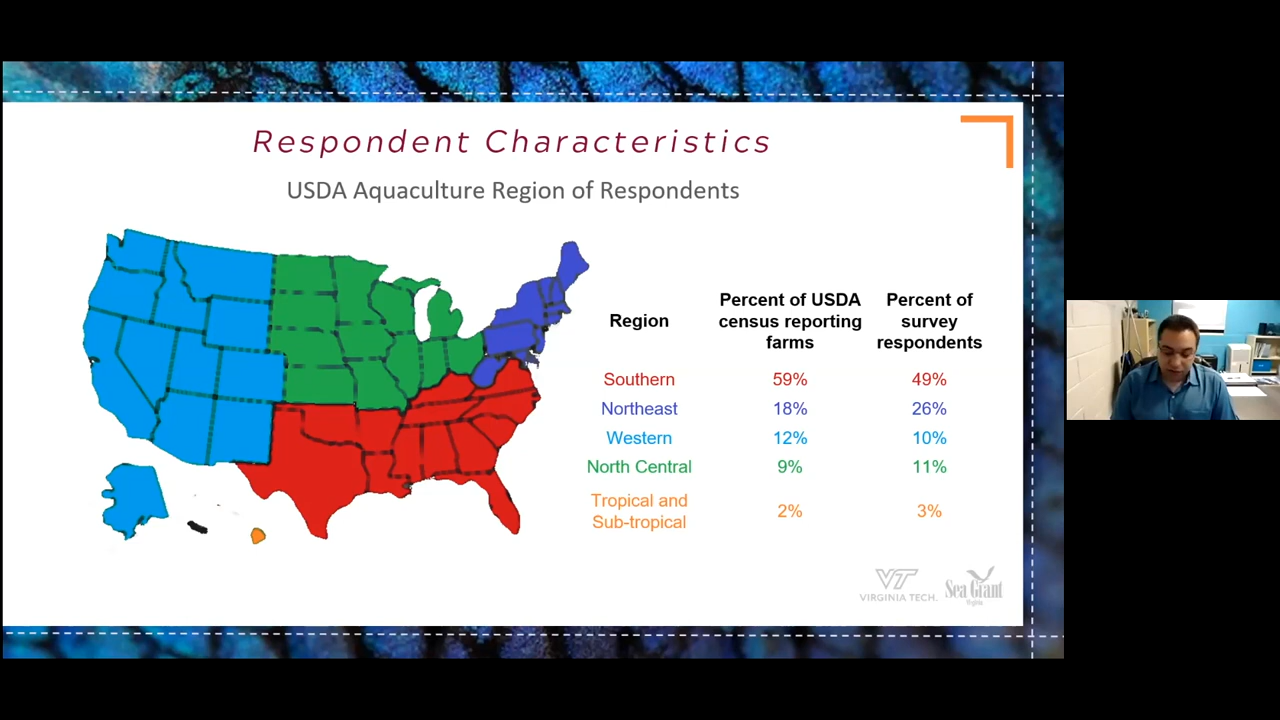 Respondent Characteristics
USDA Aquaculture Region of Respondents
Region
Percent of USDA
census reporting
farms
Percent of
survey
respondents
Southern 59% 49%
Northeast 18% 26%
Western 12% 10%
North Central 9% 11%
Tropical and
Sub-tropical 2% 3%
VT
VIRGINIA TECH.
Sea Grant
Virginia